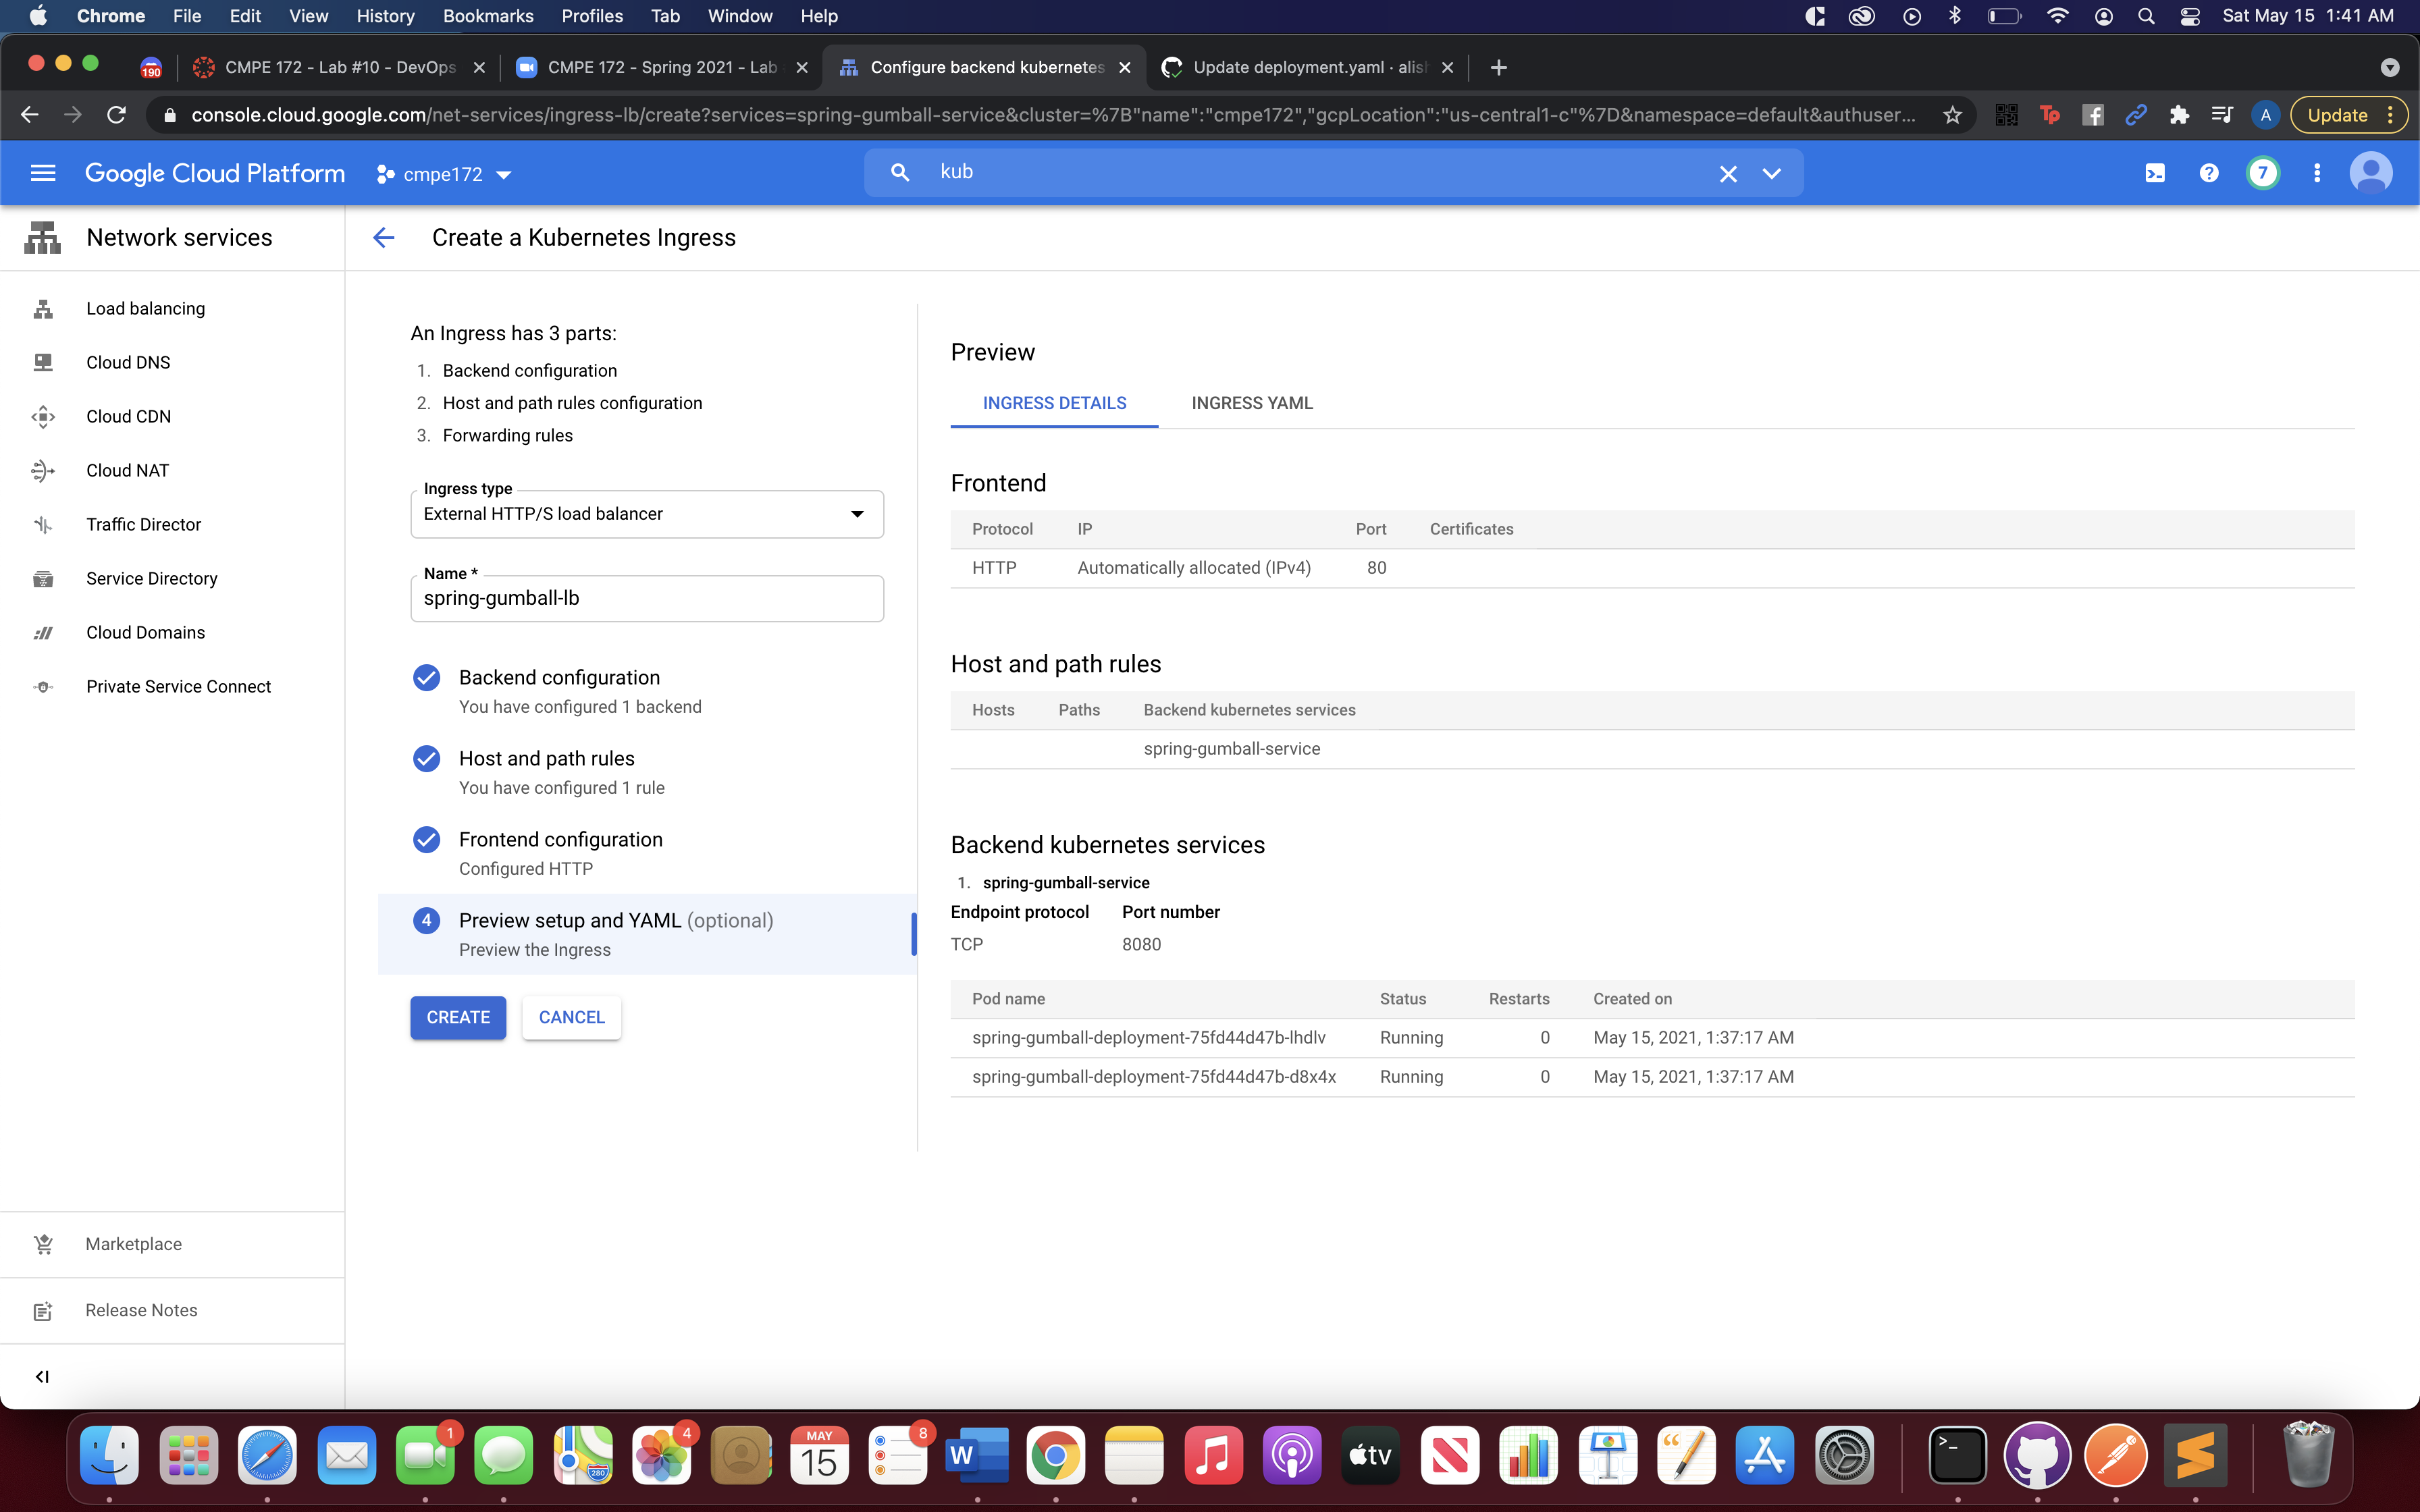 Chrome File Edit View History Bookmarks Profiles Tab Window Help Sat May 15 1:41 AM
190 CMPE 172 - Lab #10 - DevOps CMPE 172 - Spring 2021 - Lab Configure backend kubernetes Update deployment.yaml · alis
console.cloud.google.com/net-services/ingress-lb/create?services=spring-gumball-service&cluster=%7B"name":"cmpe172","gcpLocation":"us-central1-c"%7D&namespace=default&authuser... Tp A Update
Google Cloud Platform cmpe172 kub 7
Network services
Load balancing
Cloud DNS
Cloud CDN
Cloud NAT
Traffic Director
Service Directory
Cloud Domains
Private Service Connect
Marketplace
Release Notes
Create a Kubernetes Ingress
An Ingress has 3 parts:
1. Backend configuration
2. Host and path rules configuration
3. Forwarding rules
Ingress type
External HTTP/S load balancer
Name *
spring-gumball-lb
Backend configuration
You have configured 1 backend
Host and path rules
You have configured 1 rule
Frontend configuration
Configured HTTP
4 Preview setup and YAML (optional)
Preview the Ingress
CREATE CANCEL
Preview
INGRESS DETAILS INGRESS YAML
Frontend
Protocol IP Port Certificates
HTTP Automatically allocated (IPv4) 80
Host and path rules
Hosts Paths Backend kubernetes services
spring-gumball-service
Backend kubernetes services
1. spring-gumball-service
Endpoint protocol Port number
TCP 8080
Pod name Status Restarts Created on
spring-gumball-deployment-75fd44d47b-lhdlv Running 0 May 15, 2021, 1:37:17 AM
spring-gumball-deployment-75fd44d47b-d8x4x Running 0 May 15, 2021, 1:37:17 AM
1 280 4 MAY 15 8 W tv